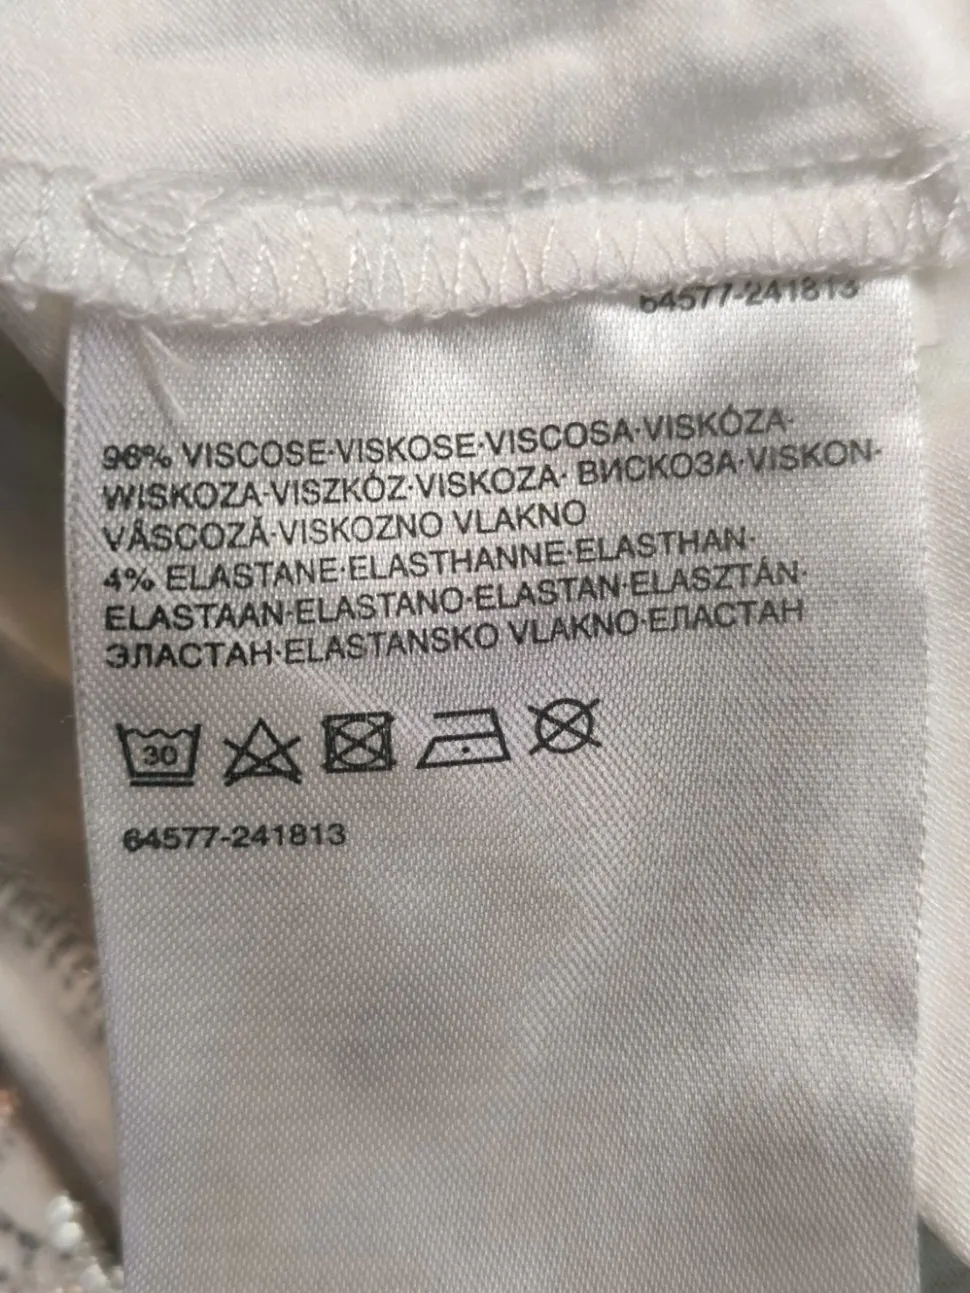 64577-241813
96% VISCOSE·VISKOSE·VISCOSA·VISKÓZA·
WISKOZA·VISZKÓZ·VISKOZA· ВИСКОЗА·VISKON·
VÂSCOZĂ·VISKOZNO VLAKNO
4% ELASTANE·ELASTHANNE·ELASTHAN·
ELASTAAN·ELASTANO·ELASTAN·ELASZTÁN·
ЭЛАСТАН·ELASTANSKO VLAKNO·ЕЛАСТАН
30
64577-241813